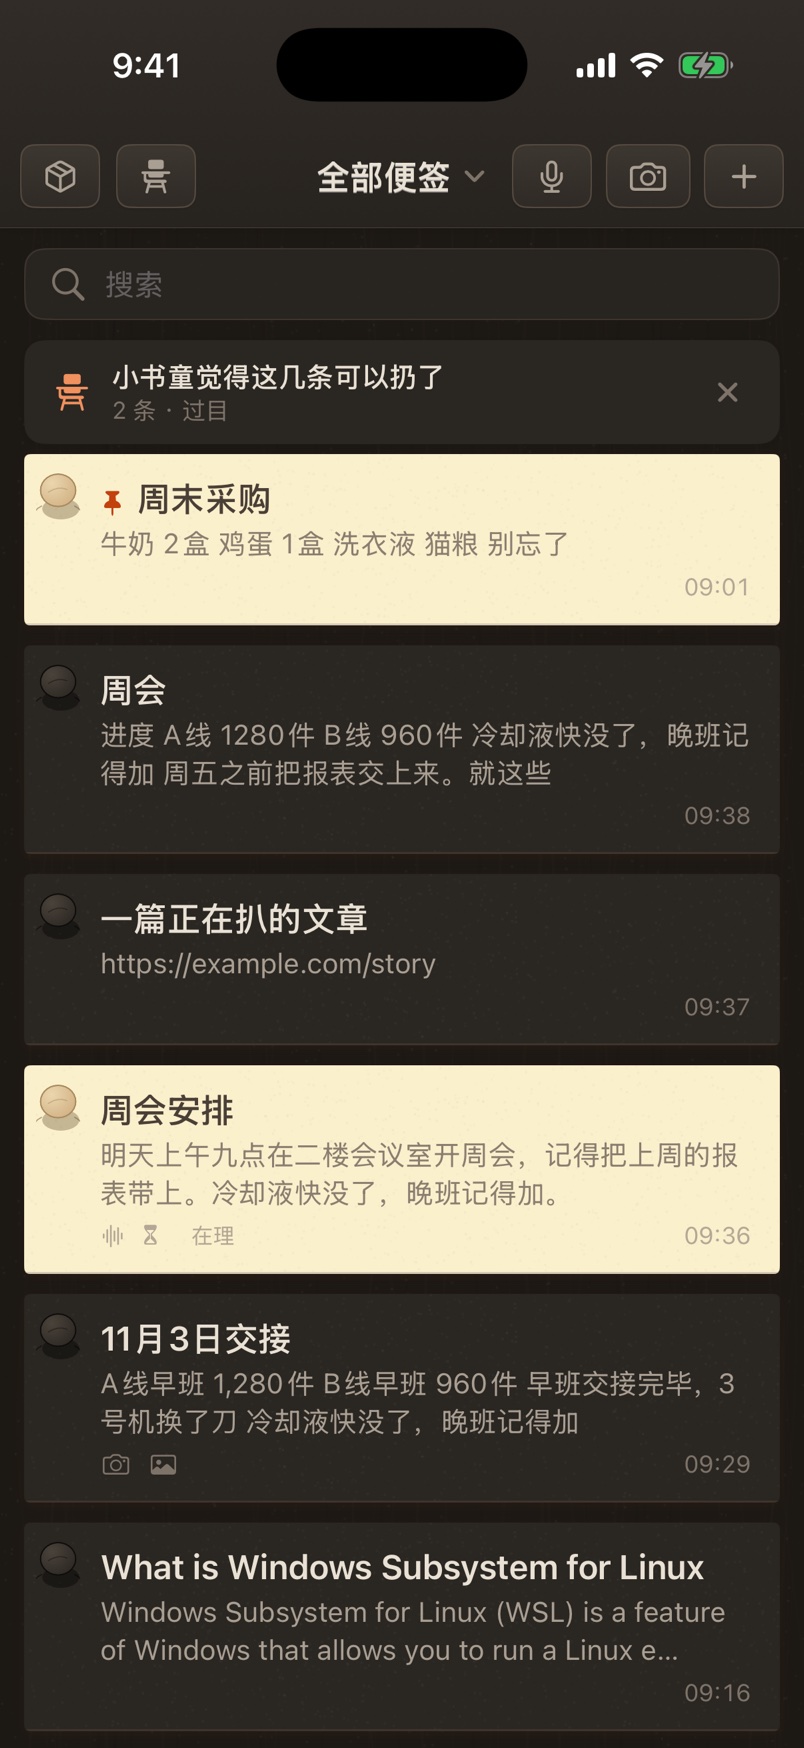 9:41
全部便签
搜索
小书童觉得这几条可以扔了
2 条 · 过目
周末采购
牛奶 2盒 鸡蛋 1盒 洗衣液 猫粮 别忘了
09:01
周会
进度 A线 1280件 B线 960件 冷却液快没了，晚班记
得加 周五之前把报表交上来。就这些
09:38
一篇正在扒的文章
https://example.com/story
09:37
周会安排
明天上午九点在二楼会议室开周会，记得把上周的报
表带上。冷却液快没了，晚班记得加。
在理
09:36
11月3日交接
A线早班 1,280件 B线早班 960件 早班交接完毕，3
号机换了刀 冷却液快没了，晚班记得加
09:29
What is Windows Subsystem for Linux
Windows Subsystem for Linux (WSL) is a feature
of Windows that allows you to run a Linux e...
09:16